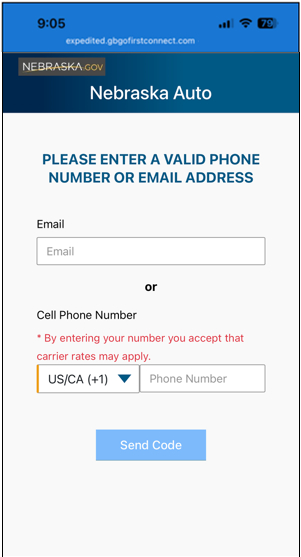 9:05
79
expedited.gbgofirstconnect.com
NEBRASKA.GOV
Nebraska Auto
PLEASE ENTER A VALID PHONE
NUMBER OR EMAIL ADDRESS
Email
Email
or
Cell Phone Number
* By entering your number you accept that
carrier rates may apply.
US/CA (+1)
Phone Number
Send Code